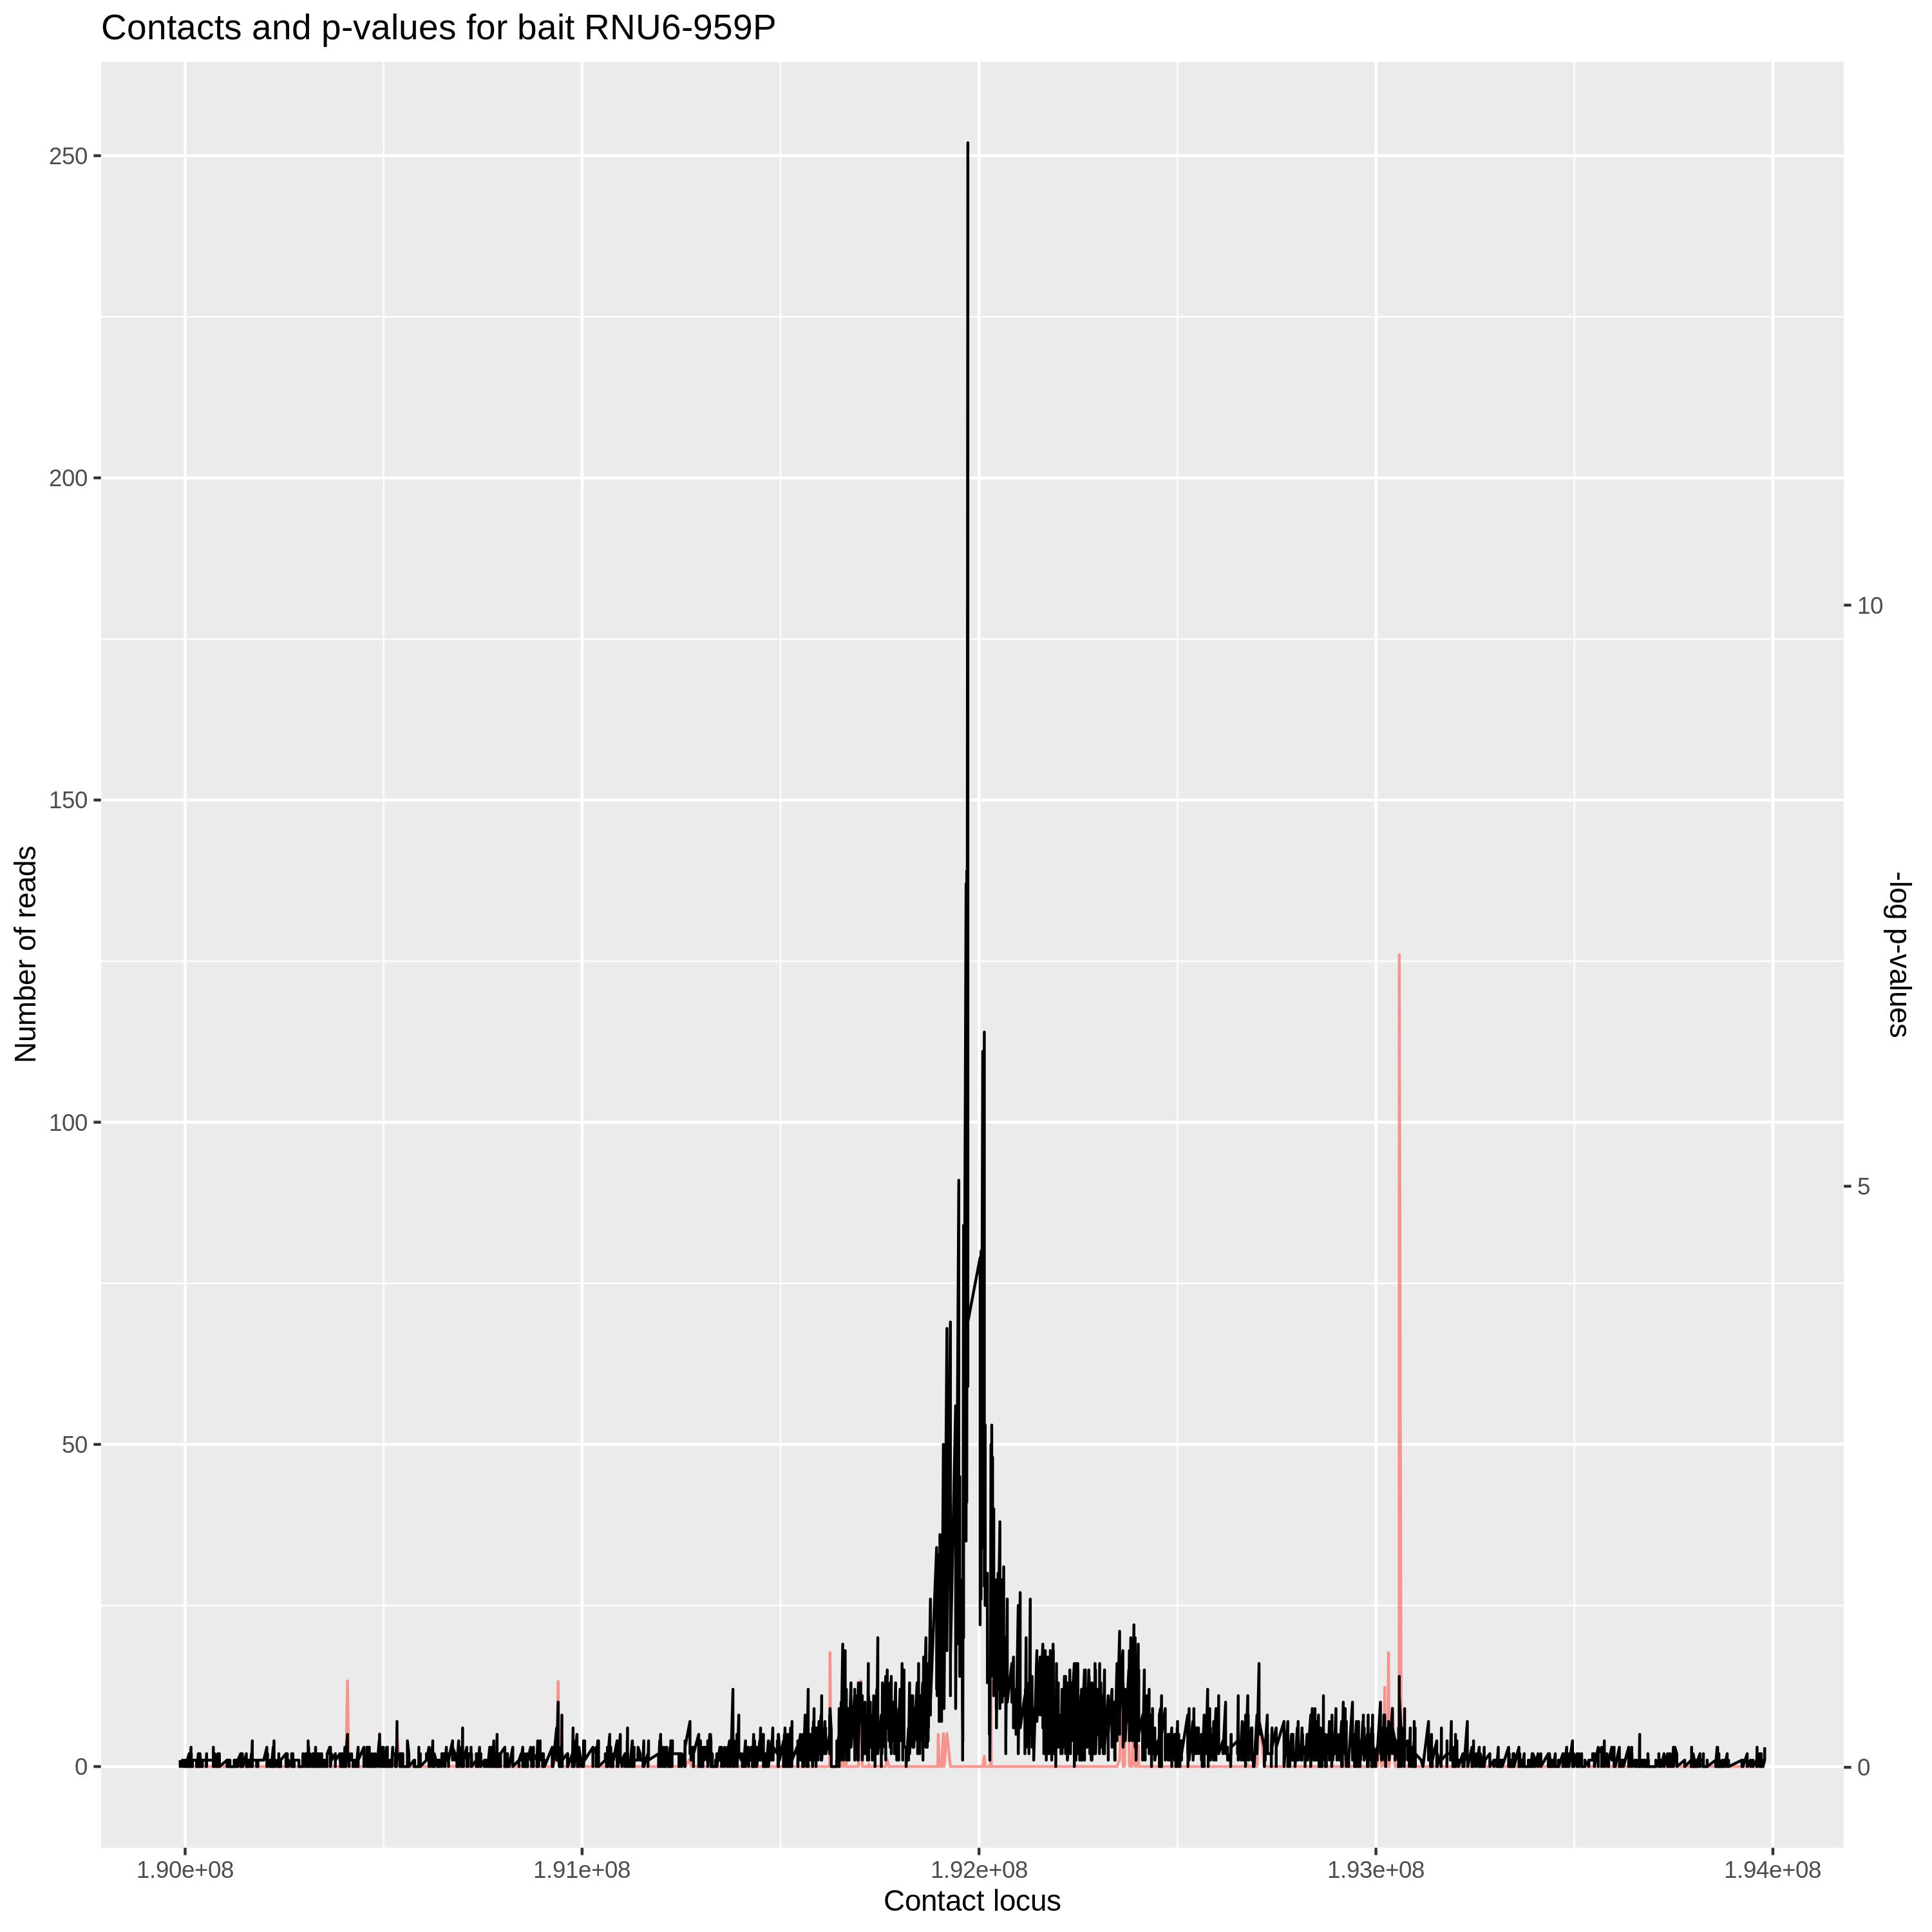 Contacts and p-values for bait RNU6-959P
250
200
150
100
50
0
Number of reads
10
5
0
-log p-values
1.90e+08
1.91e+08
1.92e+08
1.93e+08
1.94e+08
Contact locus